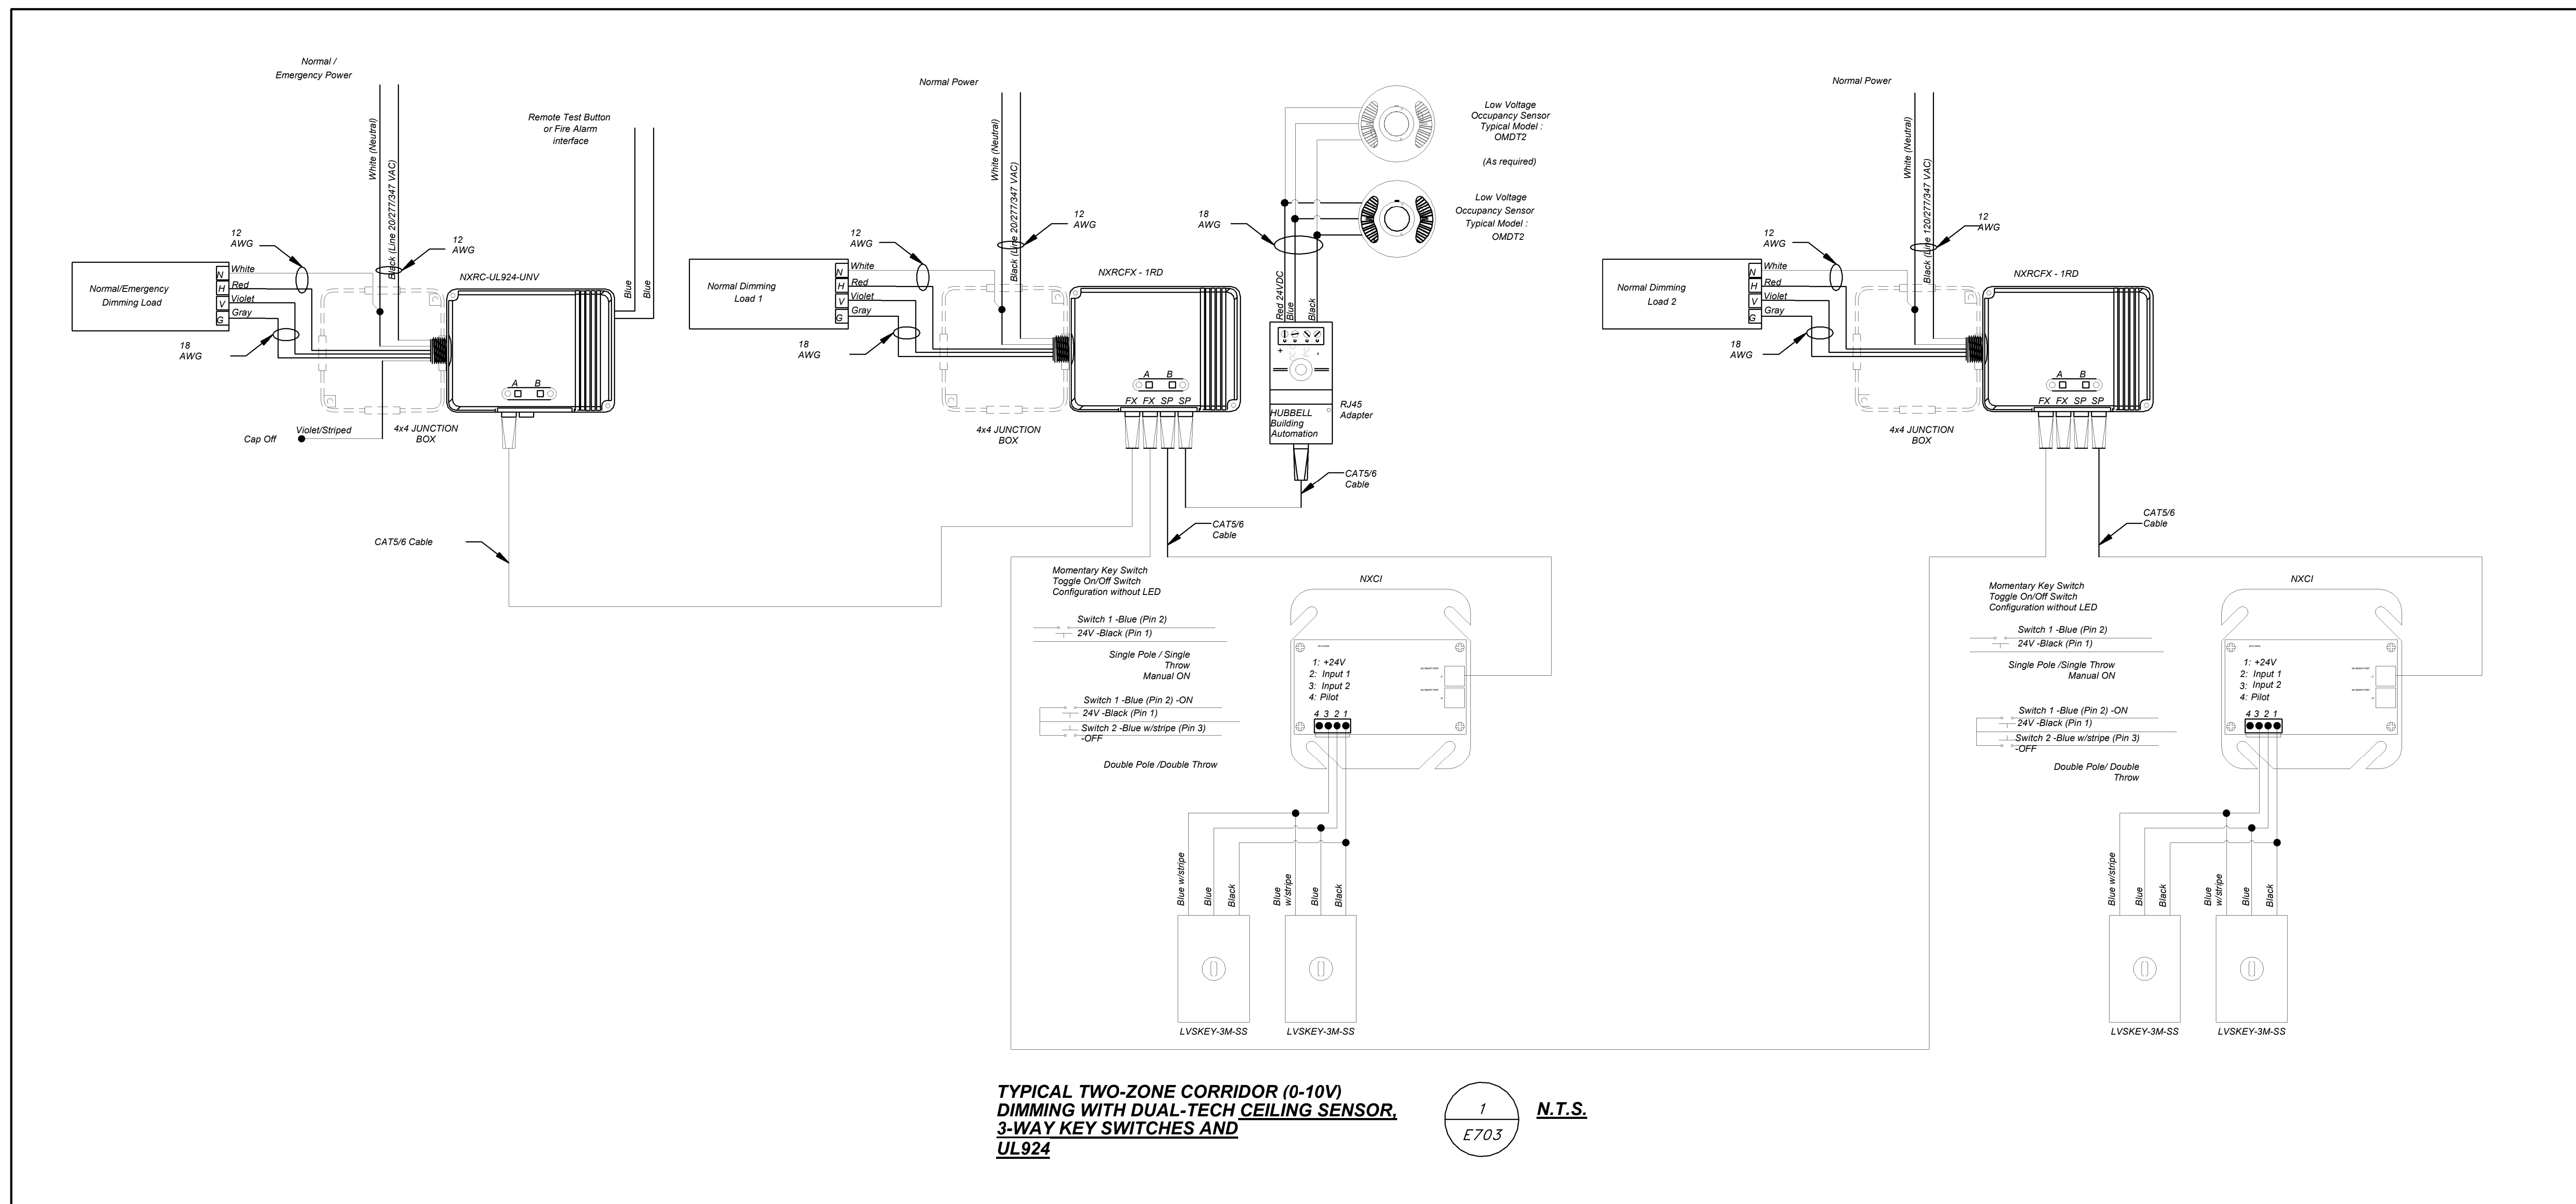 Normal /
Emergency Power
White (Neutral)
Black (Line 20/277/347 VAC)
Remote Test Button
or Fire Alarm
interface
12
AWG
12
AWG
NXRC-UL924-UNV
Normal/Emergency
Dimming Load
N
H
V
G
White
Red
Violet
Gray
18
AWG
Blue
Blue
A B
Cap Off
Violet/Striped
4x4 JUNCTION
BOX
CAT5/6 Cable
Normal Power
White (Neutral)
Black (Line 20/277/347 VAC)
12
AWG
12
AWG
NXRCFX - 1RD
Normal Dimming
Load 1
N
H
V
G
White
Red
Violet
Gray
18
AWG
A B
FX FX SP SP
4x4 JUNCTION
BOX
Low Voltage
Occupancy Sensor
Typical Model :
OMDT2
(As required)
Low Voltage
Occupancy Sensor
Typical Model :
OMDT2
18
AWG
Red 24VDC
Blue
Black
+ -
HUBBELL
Building
Automation
RJ45
Adapter
CAT5/6
Cable
CAT5/6
Cable
Normal Power
White (Neutral)
Black (Line 120/277/347 VAC)
12
AWG
12
AWG
NXRCFX - 1RD
Normal Dimming
Load 2
N
H
V
G
White
Red
Violet
Gray
18
AWG
A B
FX FX SP SP
4x4 JUNCTION
BOX
CAT5/6
Cable
Momentary Key Switch
Toggle On/Off Switch
Configuration without LED
Switch 1 -Blue (Pin 2)
24V -Black (Pin 1)
Single Pole / Single
Throw
Manual ON
Switch 1 -Blue (Pin 2) -ON
24V -Black (Pin 1)
Switch 2 -Blue w/stripe (Pin 3)
-OFF
Double Pole /Double Throw
NXCI
1: +24V
2: Input 1
3: Input 2
4: Pilot
4 3 2 1
Blue w/stripe
Blue
Black
Blue
w/stripe
Blue
Black
LVSKEY-3M-SS
LVSKEY-3M-SS
Momentary Key Switch
Toggle On/Off Switch
Configuration without LED
Switch 1 -Blue (Pin 2)
24V -Black (Pin 1)
Single Pole /Single Throw
Manual ON
Switch 1 -Blue (Pin 2) -ON
24V -Black (Pin 1)
Switch 2 -Blue w/stripe (Pin 3)
-OFF
Double Pole/ Double
Throw
NXCI
1: +24V
2: Input 1
3: Input 2
4: Pilot
4 3 2 1
Blue w/stripe
Blue
Black
Blue
w/stripe
Blue
Black
LVSKEY-3M-SS
LVSKEY-3M-SS
TYPICAL TWO-ZONE CORRIDOR (0-10V)
DIMMING WITH DUAL-TECH CEILING SENSOR,
3-WAY KEY SWITCHES AND
UL924
1
E703
N.T.S.